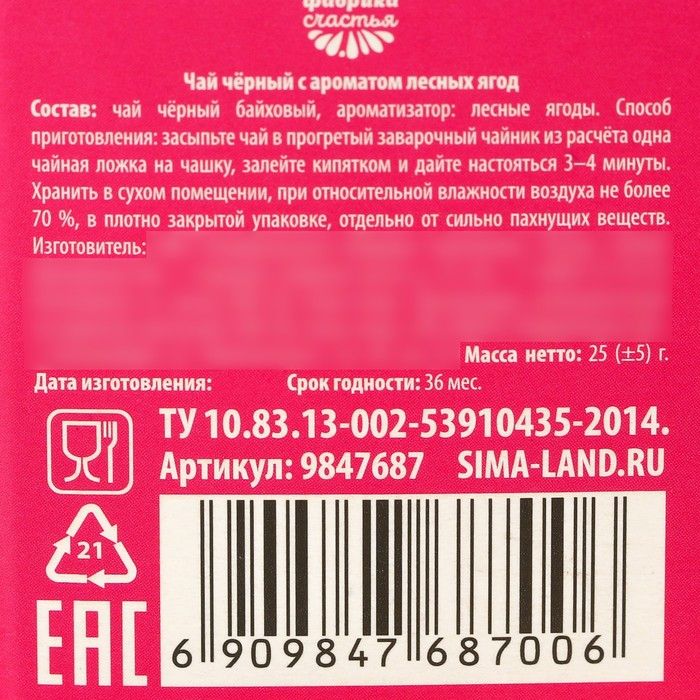 фабрика
счастья
Чай чёрный с ароматом лесных ягод
Состав: чай чёрный байховый, ароматизатор: лесные ягоды. Способ
приготовления: засыпьте чай в прогретый заварочный чайник из расчёта одна
чайная ложка на чашку, залейте кипятком и дайте настояться 3–4 минуты.
Хранить в сухом помещении, при относительной влажности воздуха не более
70 %, в плотно закрытой упаковке, отдельно от сильно пахнущих веществ.
Изготовитель:
Масса нетто: 25 (±5) г.
Дата изготовления: Срок годности: 36 мес.
ТУ 10.83.13-002-53910435-2014.
Артикул: 9847687 SIMA-LAND.RU
21
EAC
6 909847 687006